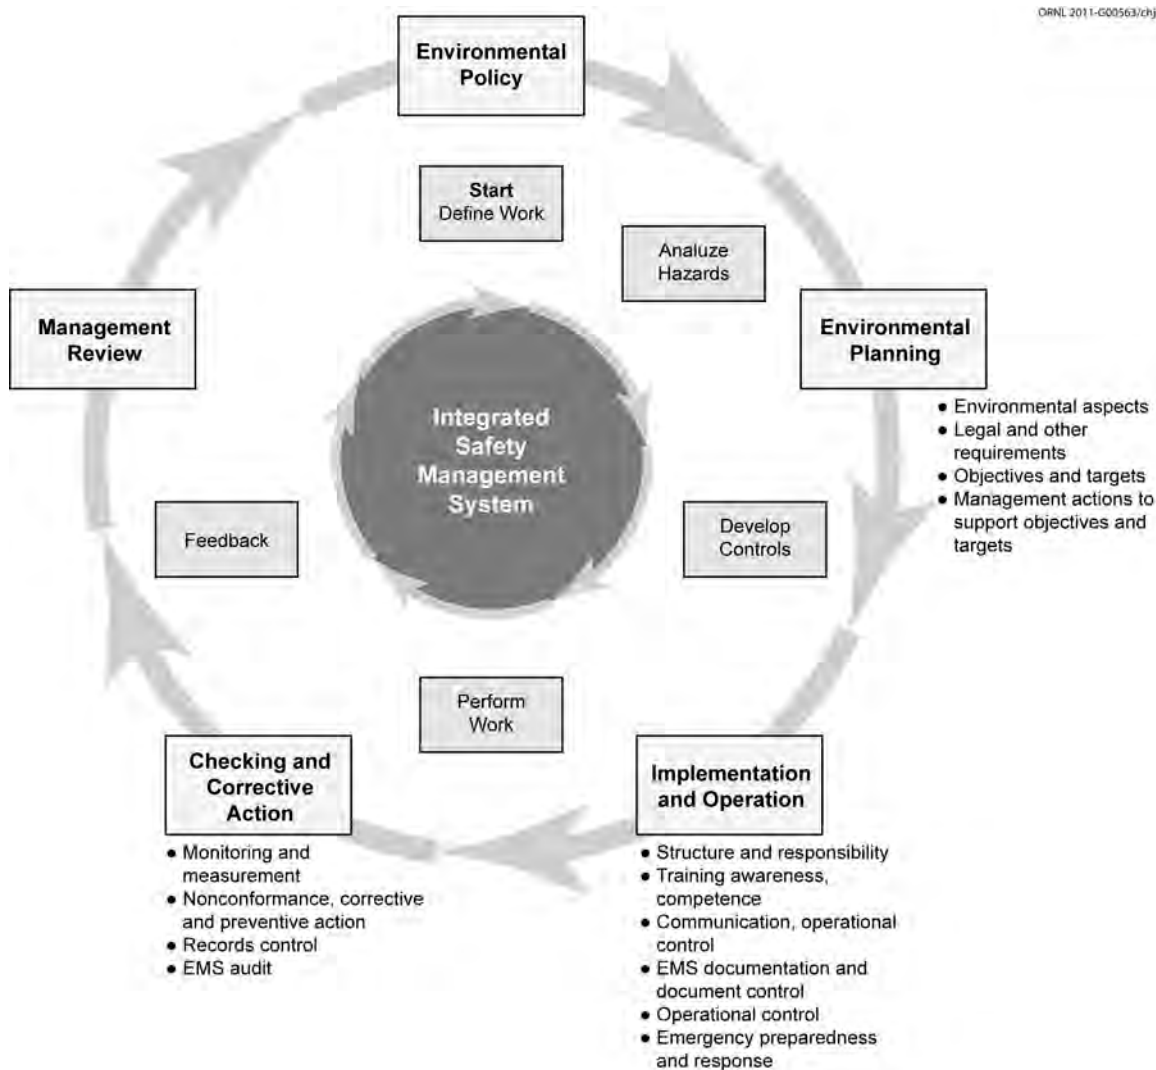 ORNL 2011-G00563/chj
Environmental
Policy
Start
Define Work
Analuze
Hazards
Management
Review
Environmental
Planning
● Environmental aspects
● Legal and other
requirements
● Objectives and targets
● Management actions to
support objectives and
targets
Integrated
Safety
Management
System
Feedback
Develop
Controls
Perform
Work
Checking and
Corrective
Action
● Monitoring and
measurement
● Nonconformance, corrective
and preventive action
● Records control
● EMS audit
Implementation
and Operation
● Structure and responsibility
● Training awareness,
competence
● Communication, operational
control
● EMS documentation and
document control
● Operational control
● Emergency preparedness
and response